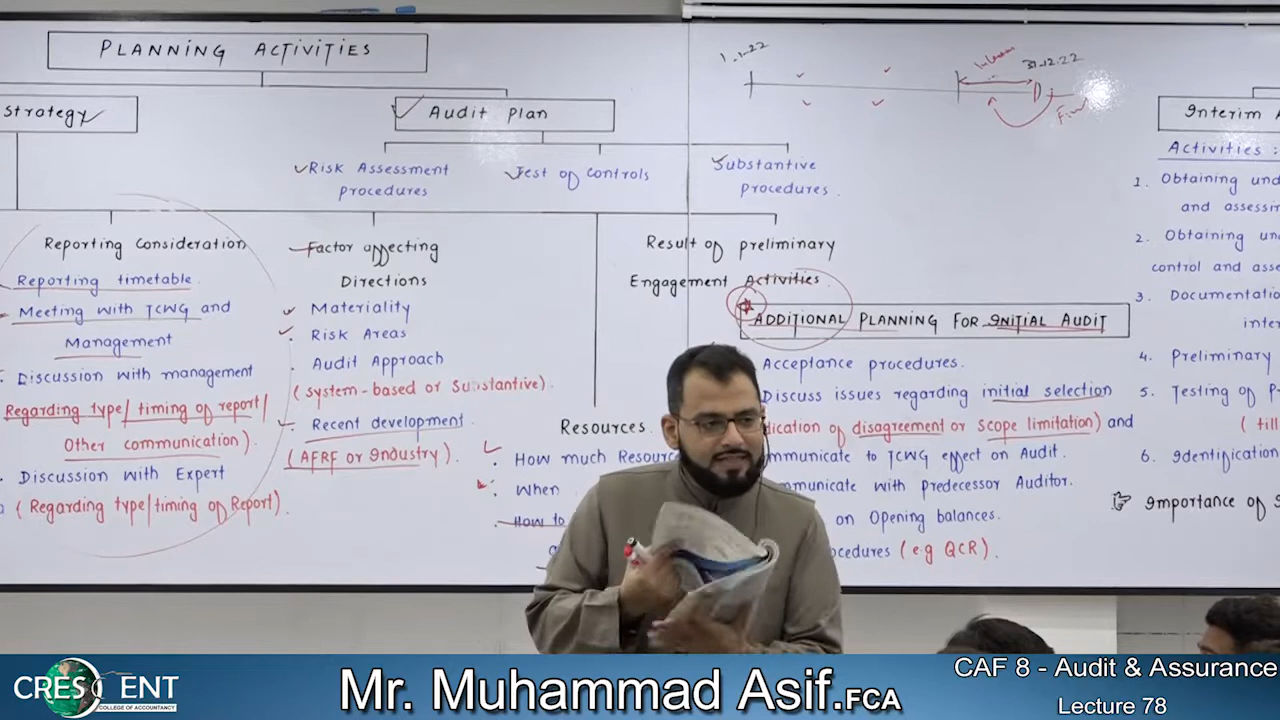 PLANNING ACTIVITIES
strategy
Audit plan
Risk Assessment
procedures
Test of controls
Substantive
procedures.
1.1.22
31.12.22
Reporting Consideration
Reporting timetable.
Meeting with TCWG and
Management
Discussion with management
Regarding type/timing of report/
Other communication).
Discussion with Expert
(Regarding type/timing of Report).
Factor affecting
Directions
Materiality
Risk Areas
Audit Approach
(system-based or Substantive).
Recent development.
(AFRF or industry).
Result of preliminary
Engagement Activities
Resources.
How much Resourc
When
How to
ADDITIONAL PLANNING FOR INITIAL AUDIT
Acceptance procedures.
Discuss issues regarding initial selection
dication of disagreement or Scope limitation) and
mmunicate to TCWG effect on Audit.
mmunicate with predecessor Auditor.
on Opening balances.
ocedures (e.g QCR).
Interim A
Activities:
1. Obtaining und
and assessin
2. Obtaining un
control and asse
3. Documentatio
inter
4. Preliminary
5. Testing of P
(till
6. Identification
Importance of
CRESCENT
COLLEGE OF ACCOUNTANCY
Mr. Muhammad Asif.FCA
CAF 8 - Audit & Assurance
Lecture 78